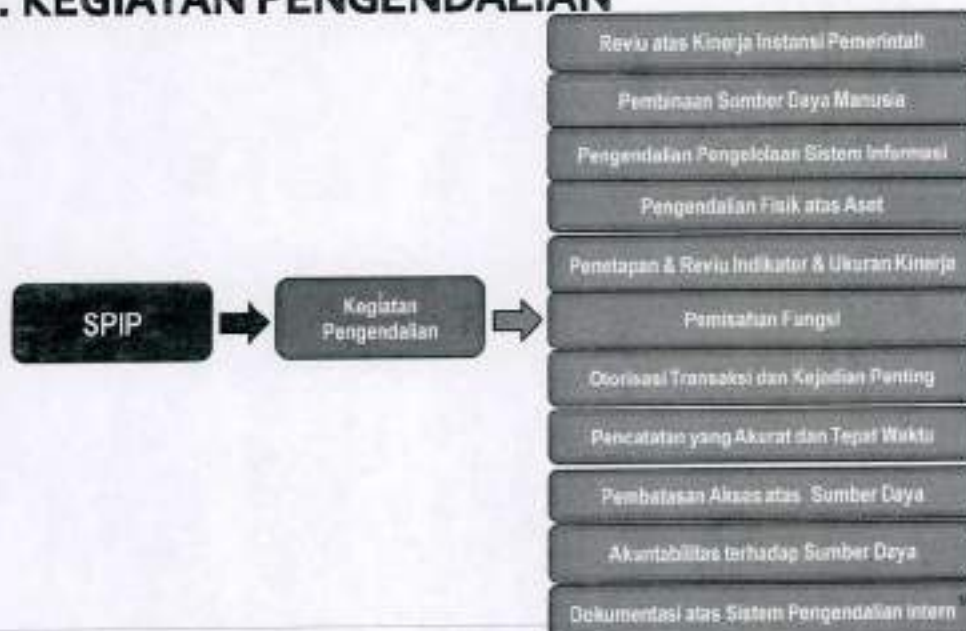 . KEGIATAN PENGENDALIAN
SPIP
Kegiatan
Pengendalian
Reviu atas Kinerja Instansi Pemerintah
Pembinaan Sumber Daya Manusia
Pengendalian Pengelolaan Sistem Informasi
Pengendalian Fisik atas Aset
Penetapan & Reviu Indikator & Ukuran Kinerja
Pemisahan Fungsi
Otorisasi Transaksi dan Kejadian Penting
Pencatatan yang Akurat dan Tepat Waktu
Pembatasan Akses atas Sumber Daya
Akuntabilitas terhadap Sumber Daya
Dokumentasi atas Sistem Pengendalian Intern